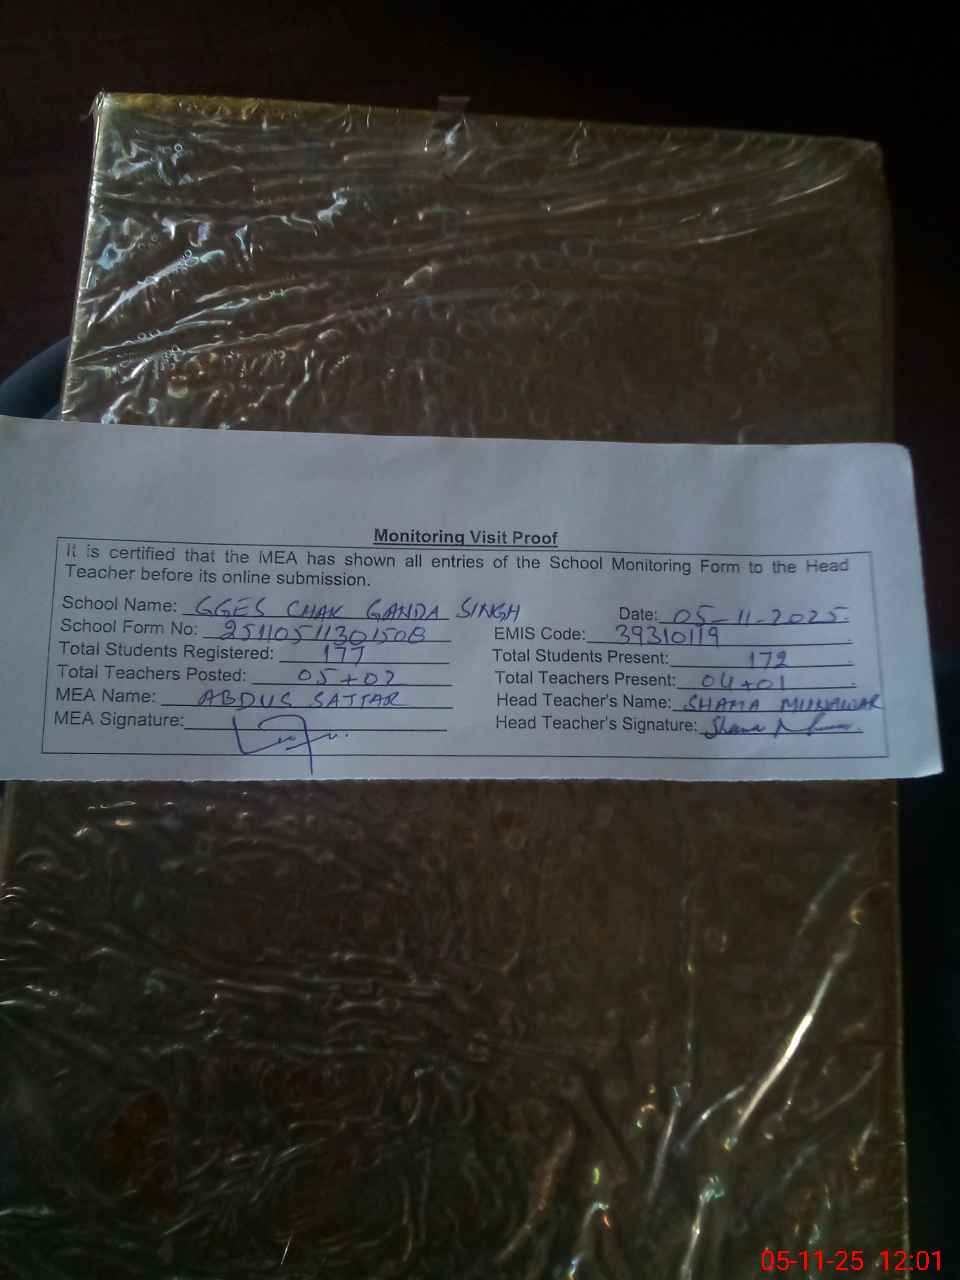 Monitoring Visit Proof
It is certified that the MEA has shown all entries of the School Monitoring Form to the Head
Teacher before its online submission.
School Name: GGES CHAK GANDA SINGH Date: 05-11-2025.
School Form No: 2511051130150B EMIS Code: 39310119
Total Students Registered: 177 Total Students Present: 172
Total Teachers Posted: 05+02 Total Teachers Present: 04+01
MEA Name: ABDUS SATTAR Head Teacher's Name: SHAMA MUNAWAR
MEA Signature: Head Teacher's Signature: Shama
05-11-25 12:01